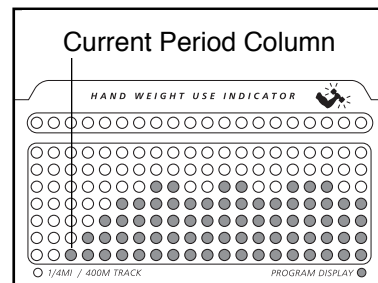 Current Period Column
HAND WEIGHT USE INDICATOR
1/4MI / 400M TRACK PROGRAM DISPLAY